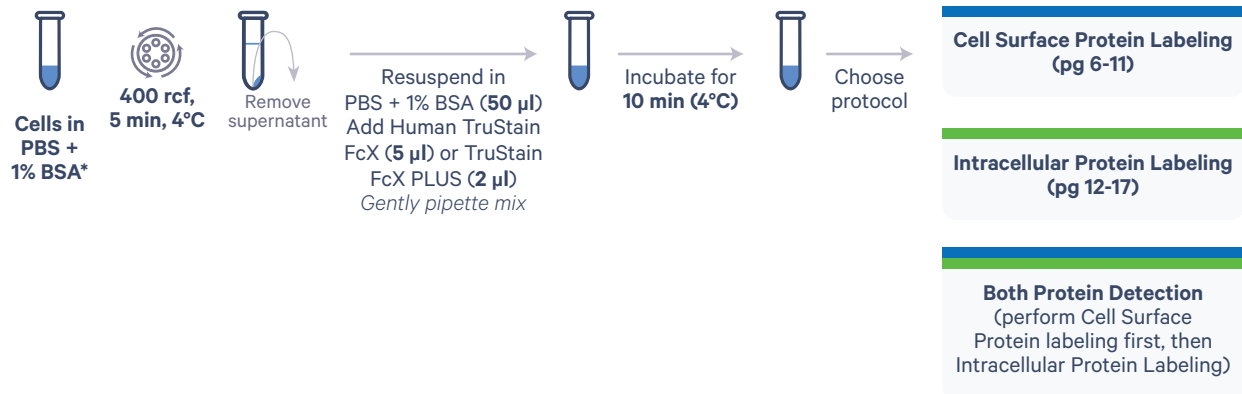 Cells in
PBS +
1% BSA*
400 rcf,
5 min, 4°C
Remove
supernatant
Resuspend in
PBS + 1% BSA (50 µl)
Add Human TruStain
FcX (5 µl) or TruStain
FcX PLUS (2 µl)
Gently pipette mix
Incubate for
10 min (4°C)
Choose
protocol
Cell Surface Protein Labeling
(pg 6-11)
Intracellular Protein Labeling
(pg 12-17)
Both Protein Detection
(perform Cell Surface
Protein labeling first, then
Intracellular Protein Labeling)